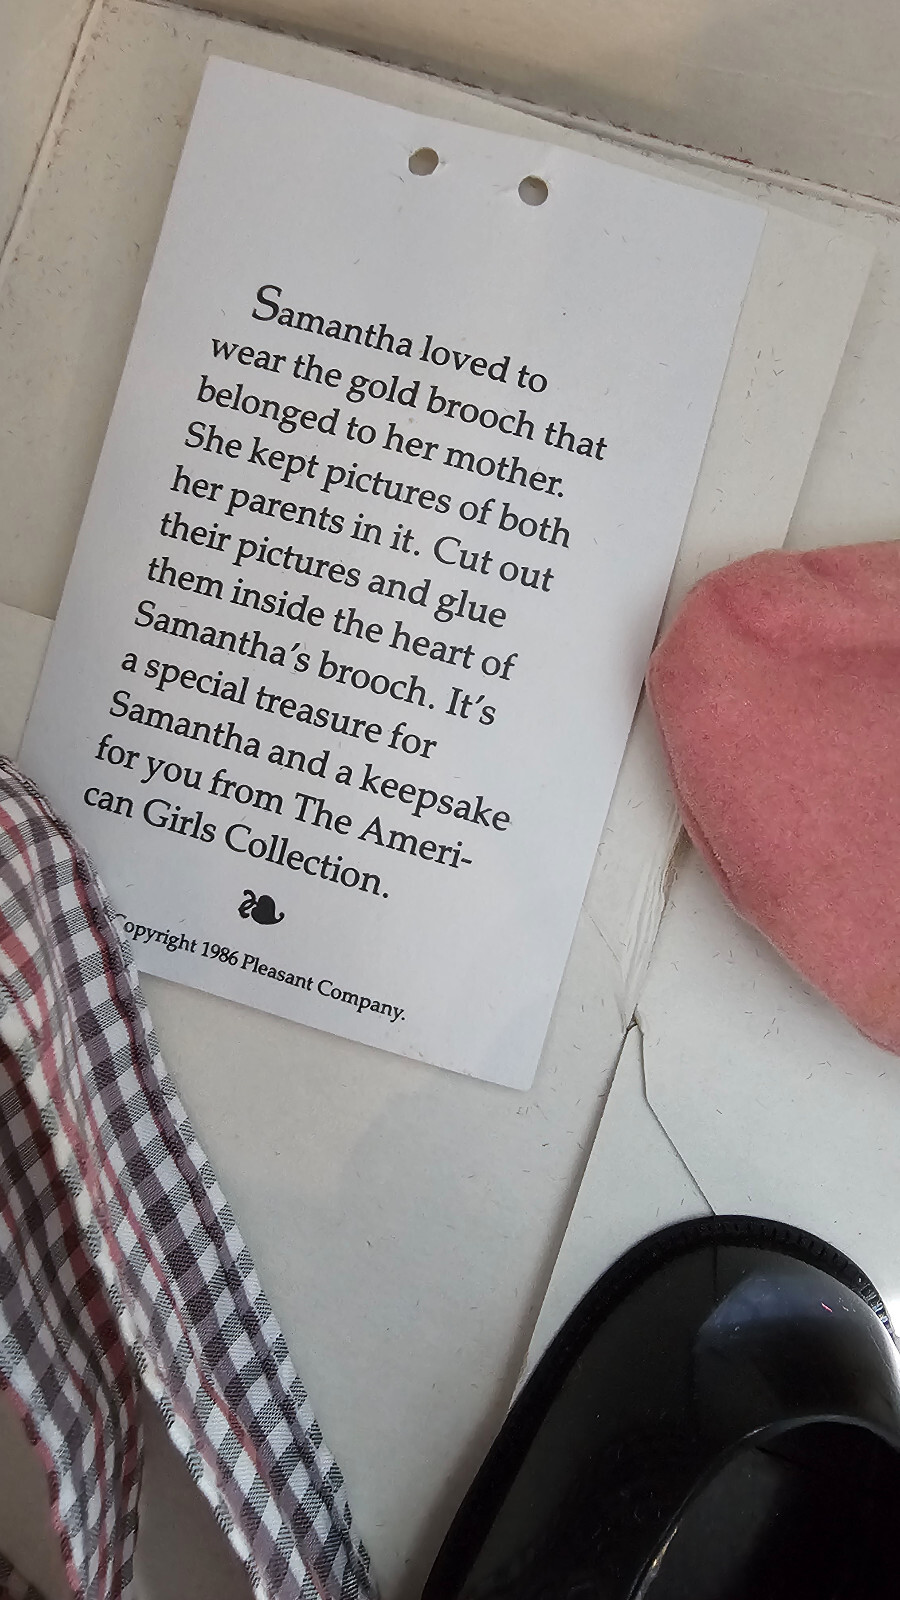 Samantha loved to
wear the gold brooch that
belonged to her mother.
She kept pictures of both
her parents in it. Cut out
their pictures and glue
them inside the heart of
Samantha's brooch. It's
a special treasure for
Samantha and a keepsake
for you from The Ameri-
can Girls Collection.
Copyright 1986 Pleasant Company.